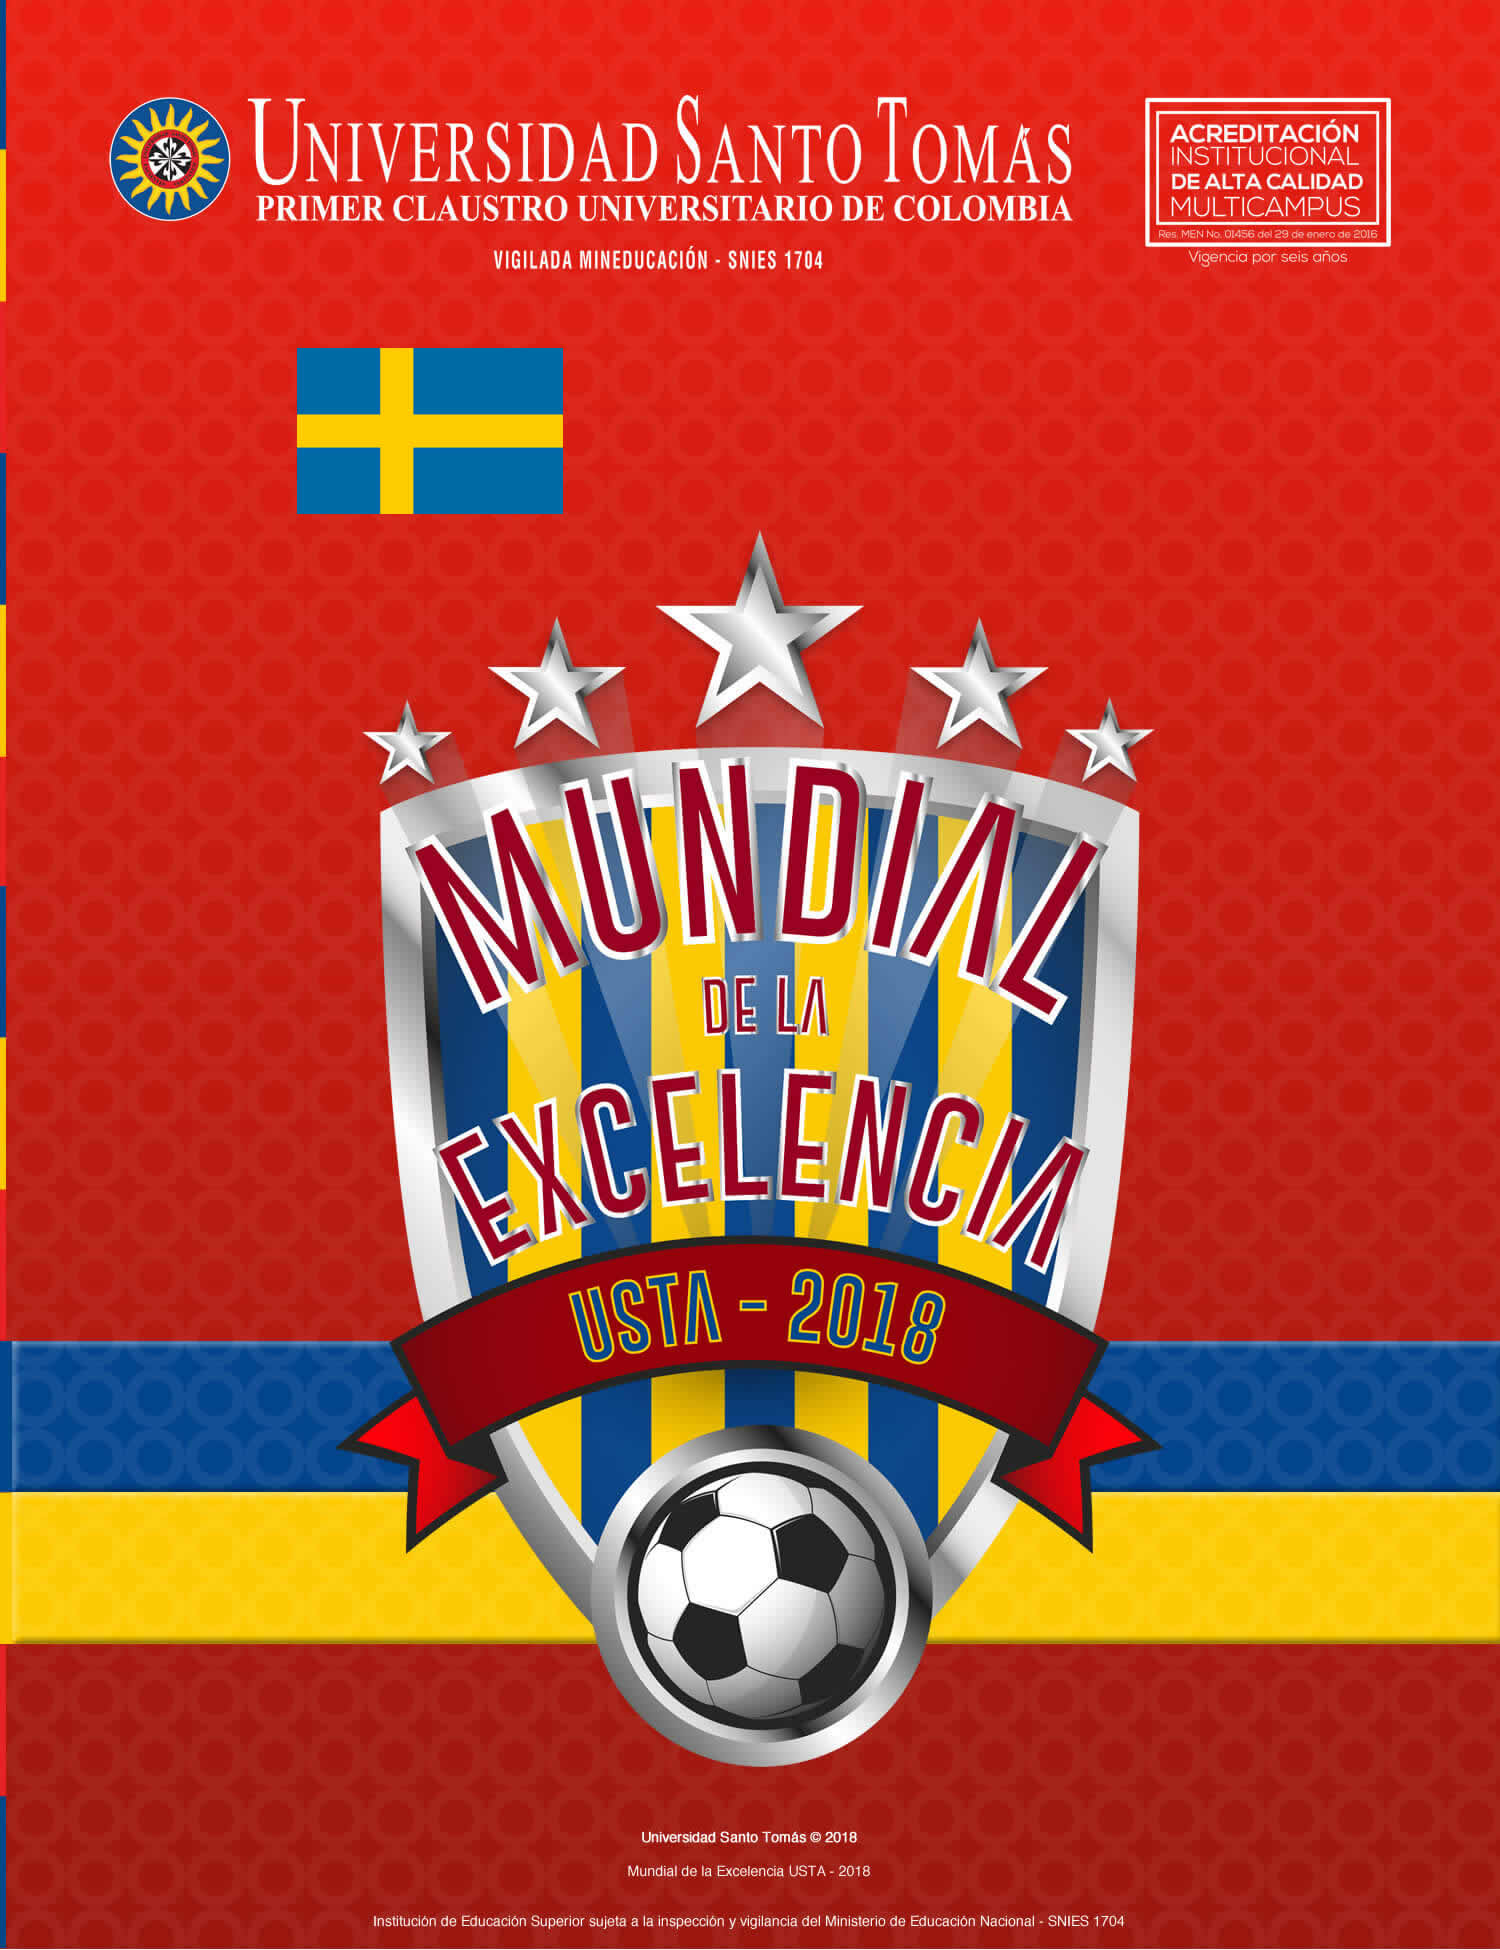 UNIVERSIDAD SANTO TOMÁS
PRIMER CLAUSTRO UNIVERSITARIO DE COLOMBIA
VIGILADA MINEDUCACIÓN - SNIES 1704
ACREDITACIÓN
INSTITUCIONAL
DE ALTA CALIDAD
MULTICAMPUS
Res. MEN No. 01456 del 29 de enero de 2016
Vigencia por seis años
MUNDIAL
DE LA
EXCELENCIA
USTA - 2018
Universidad Santo Tomás © 2018
Mundial de la Excelencia USTA - 2018
Institución de Educación Superior sujeta a la inspección y vigilancia del Ministerio de Educación Nacional - SNIES 1704